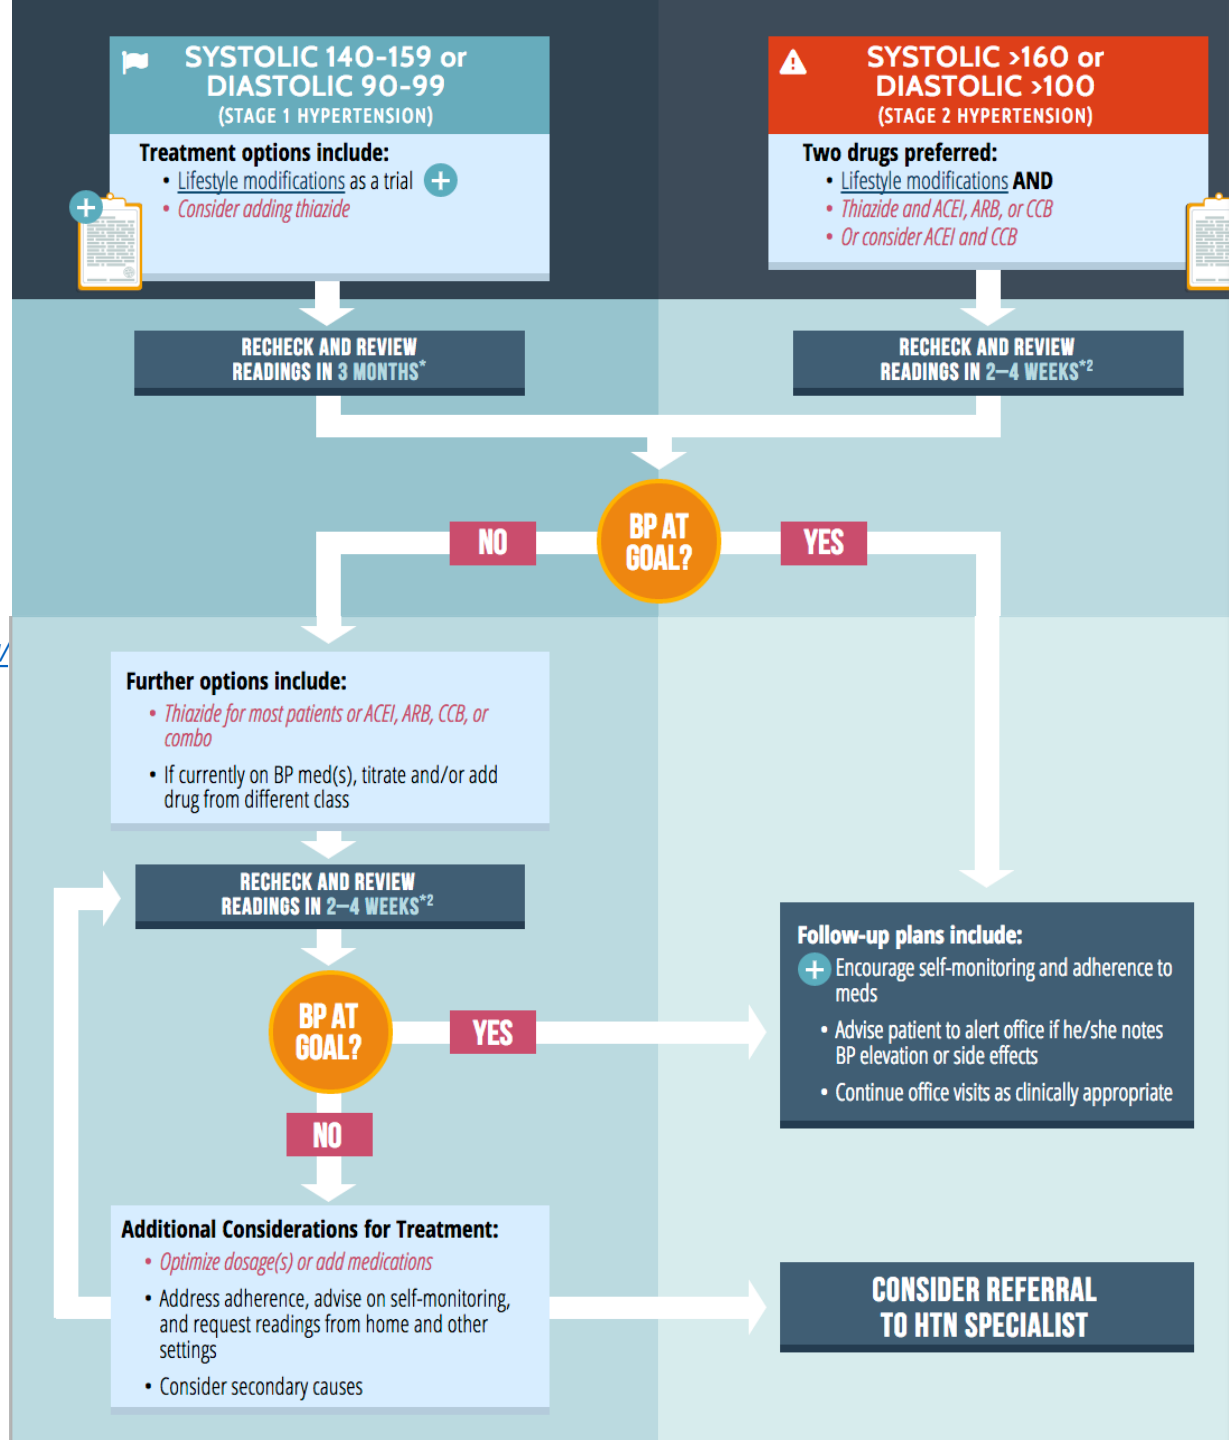 SYSTOLIC 140-159 or
DIASTOLIC 90-99
(STAGE 1 HYPERTENSION)
Treatment options include:
• Lifestyle modifications as a trial +
• Consider adding thiazide
+
SYSTOLIC >160 or
DIASTOLIC >100
(STAGE 2 HYPERTENSION)
Two drugs preferred:
• Lifestyle modifications AND
• Thiazide and ACEI, ARB, or CCB
• Or consider ACEI and CCB
RECHECK AND REVIEW
READINGS IN 3 MONTHS*
RECHECK AND REVIEW
READINGS IN 2–4 WEEKS*2
BP AT
GOAL?
NO
YES
/
Further options include:
• Thiazide for most patients or ACEI, ARB, CCB, or
combo
• If currently on BP med(s), titrate and/or add
drug from different class
RECHECK AND REVIEW
READINGS IN 2–4 WEEKS*2
BP AT
GOAL?
YES
NO
Follow-up plans include:
+ Encourage self-monitoring and adherence to
meds
• Advise patient to alert office if he/she notes
BP elevation or side effects
• Continue office visits as clinically appropriate
Additional Considerations for Treatment:
• Optimize dosage(s) or add medications
• Address adherence, advise on self-monitoring,
and request readings from home and other
settings
• Consider secondary causes
CONSIDER REFERRAL
TO HTN SPECIALIST